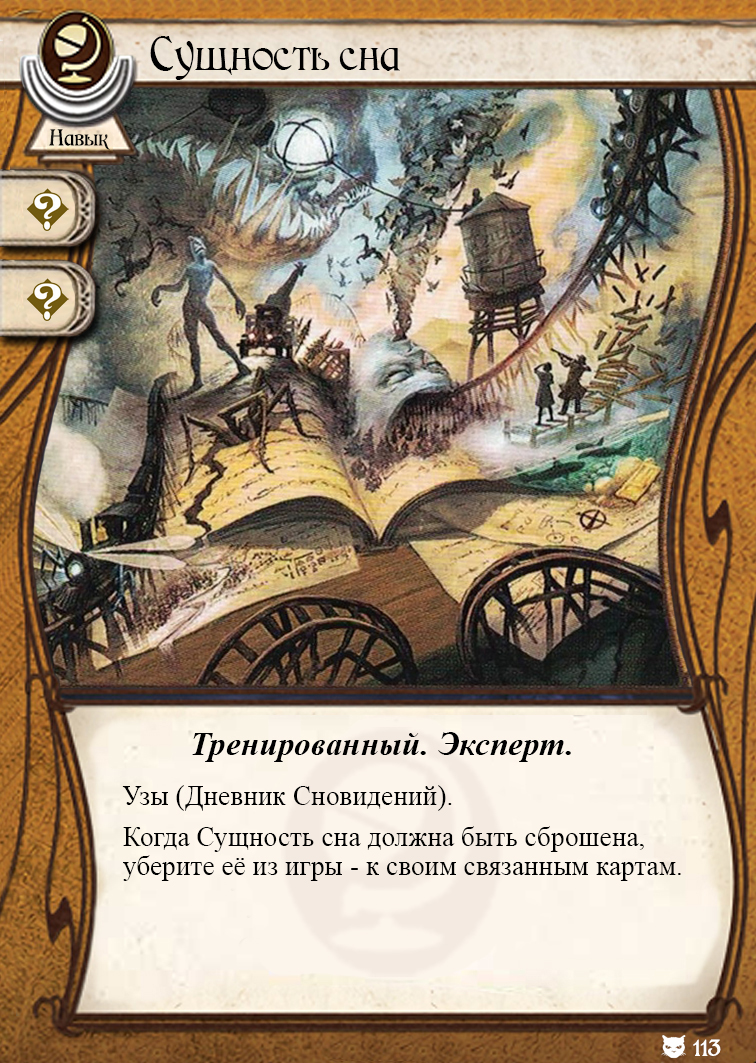 Сущность сна
Навык
?
?
Тренированный. Эксперт.
Узы (Дневник Сновидений).
Когда Сущность сна должна быть сброшена,
уберите её из игры - к своим связанным картам.
113